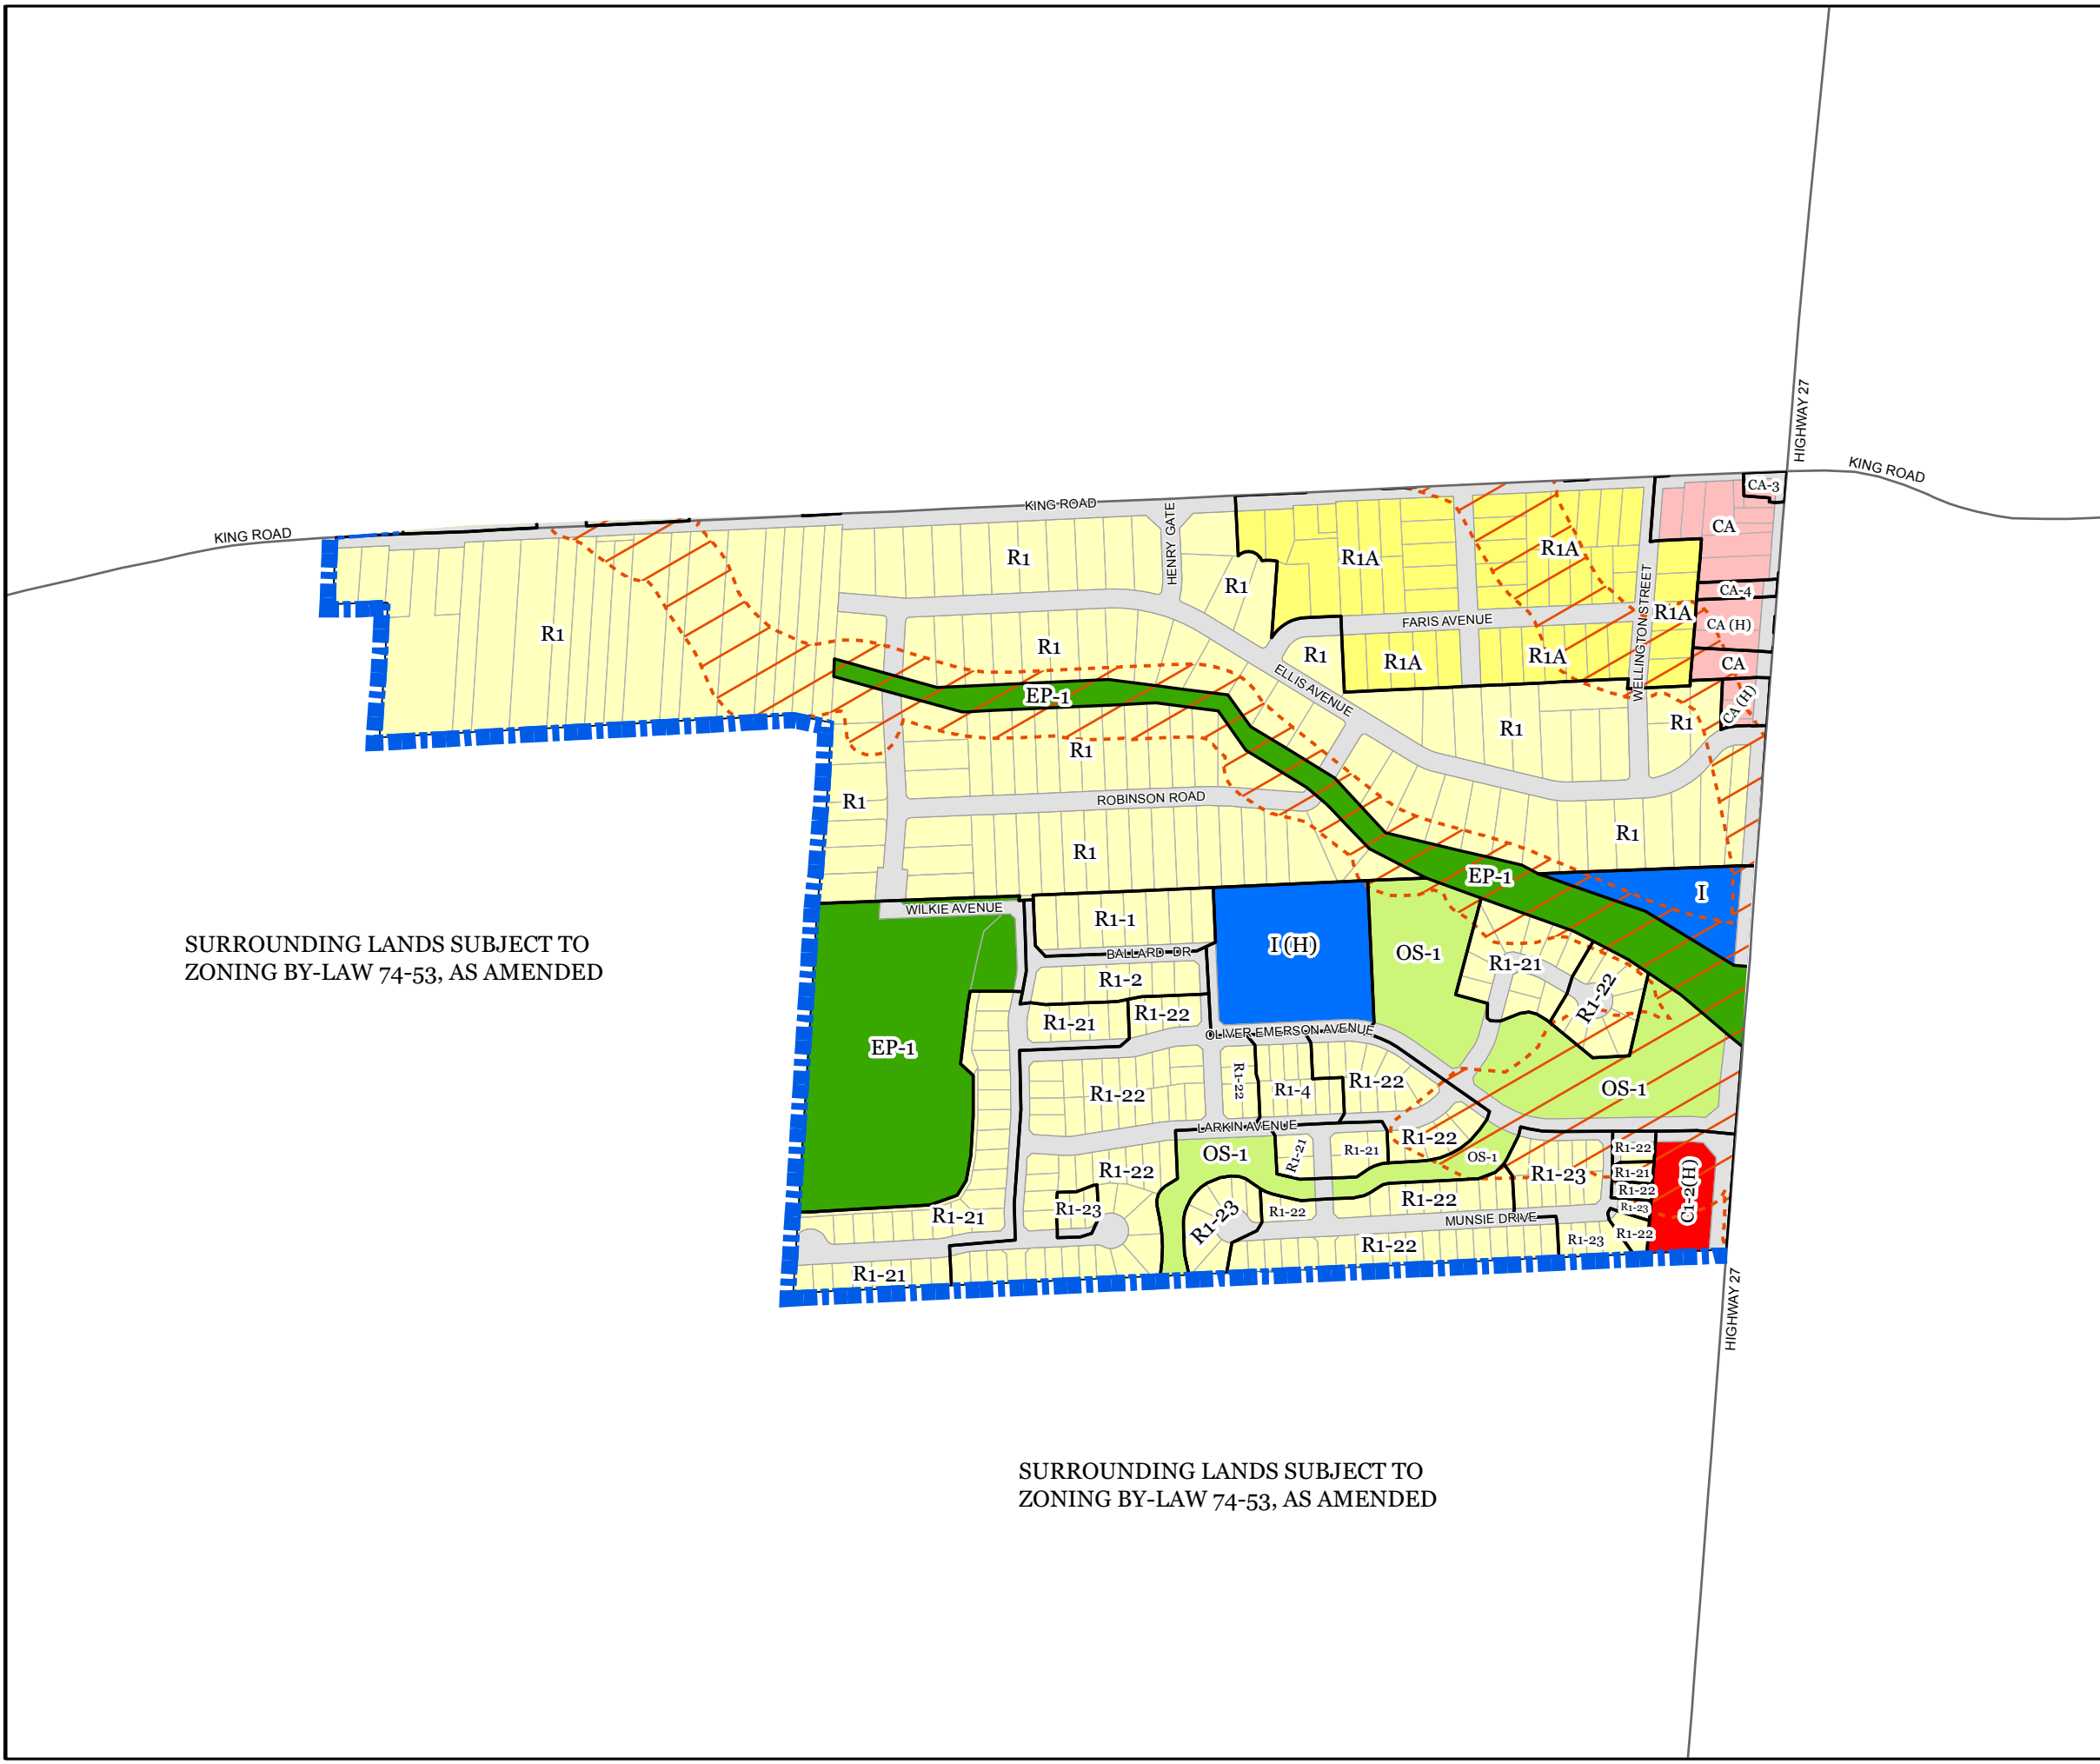 HIGHWAY 27
KING ROAD
CA-3
KING ROAD
HENRY GATE
KING ROAD
CA
R1
R1A
R1A
R1
CA-4
R1A
CA (H)
FARIS AVENUE
WELLINGTON STREET
R1
R1
R1
R1A
R1A
CA
ELLIS AVENUE
EP-1
CA (H)
R1
R1
R1
R1
ROBINSON ROAD
R1
R1
EP-1
I
WILKIE AVENUE
R1-1
I (H)
SURROUNDING LANDS SUBJECT TO
ZONING BY-LAW 74-53, AS AMENDED
BALLARD DR
OS-1
R1-21
R1-2
R1-22
R1-21
R1-22
OLIVER EMERSON AVENUE
EP-1
R1-22
R1-22
R1-4
R1-22
OS-1
LARKIN AVENUE
R1-22
OS-1
R1-21
R1-21
OS-1
R1-22
R1-22
R1-23
R1-21
R1-22
C1-2(H)
R1-22
R1-23
R1-21
R1-23
R1-23
R1-22
MUNSIE DRIVE
R1-22
R1-23
R1-22
R1-21
HIGHWAY 27
SURROUNDING LANDS SUBJECT TO
ZONING BY-LAW 74-53, AS AMENDED